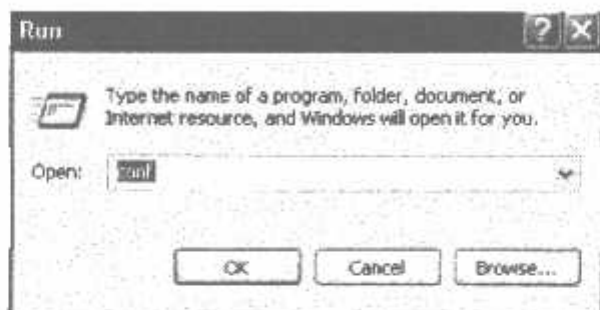 Run
Type the name of a program, folder, document, or
Internet resource, and Windows will open it for you.
Open: conf
OK Cancel Browse...